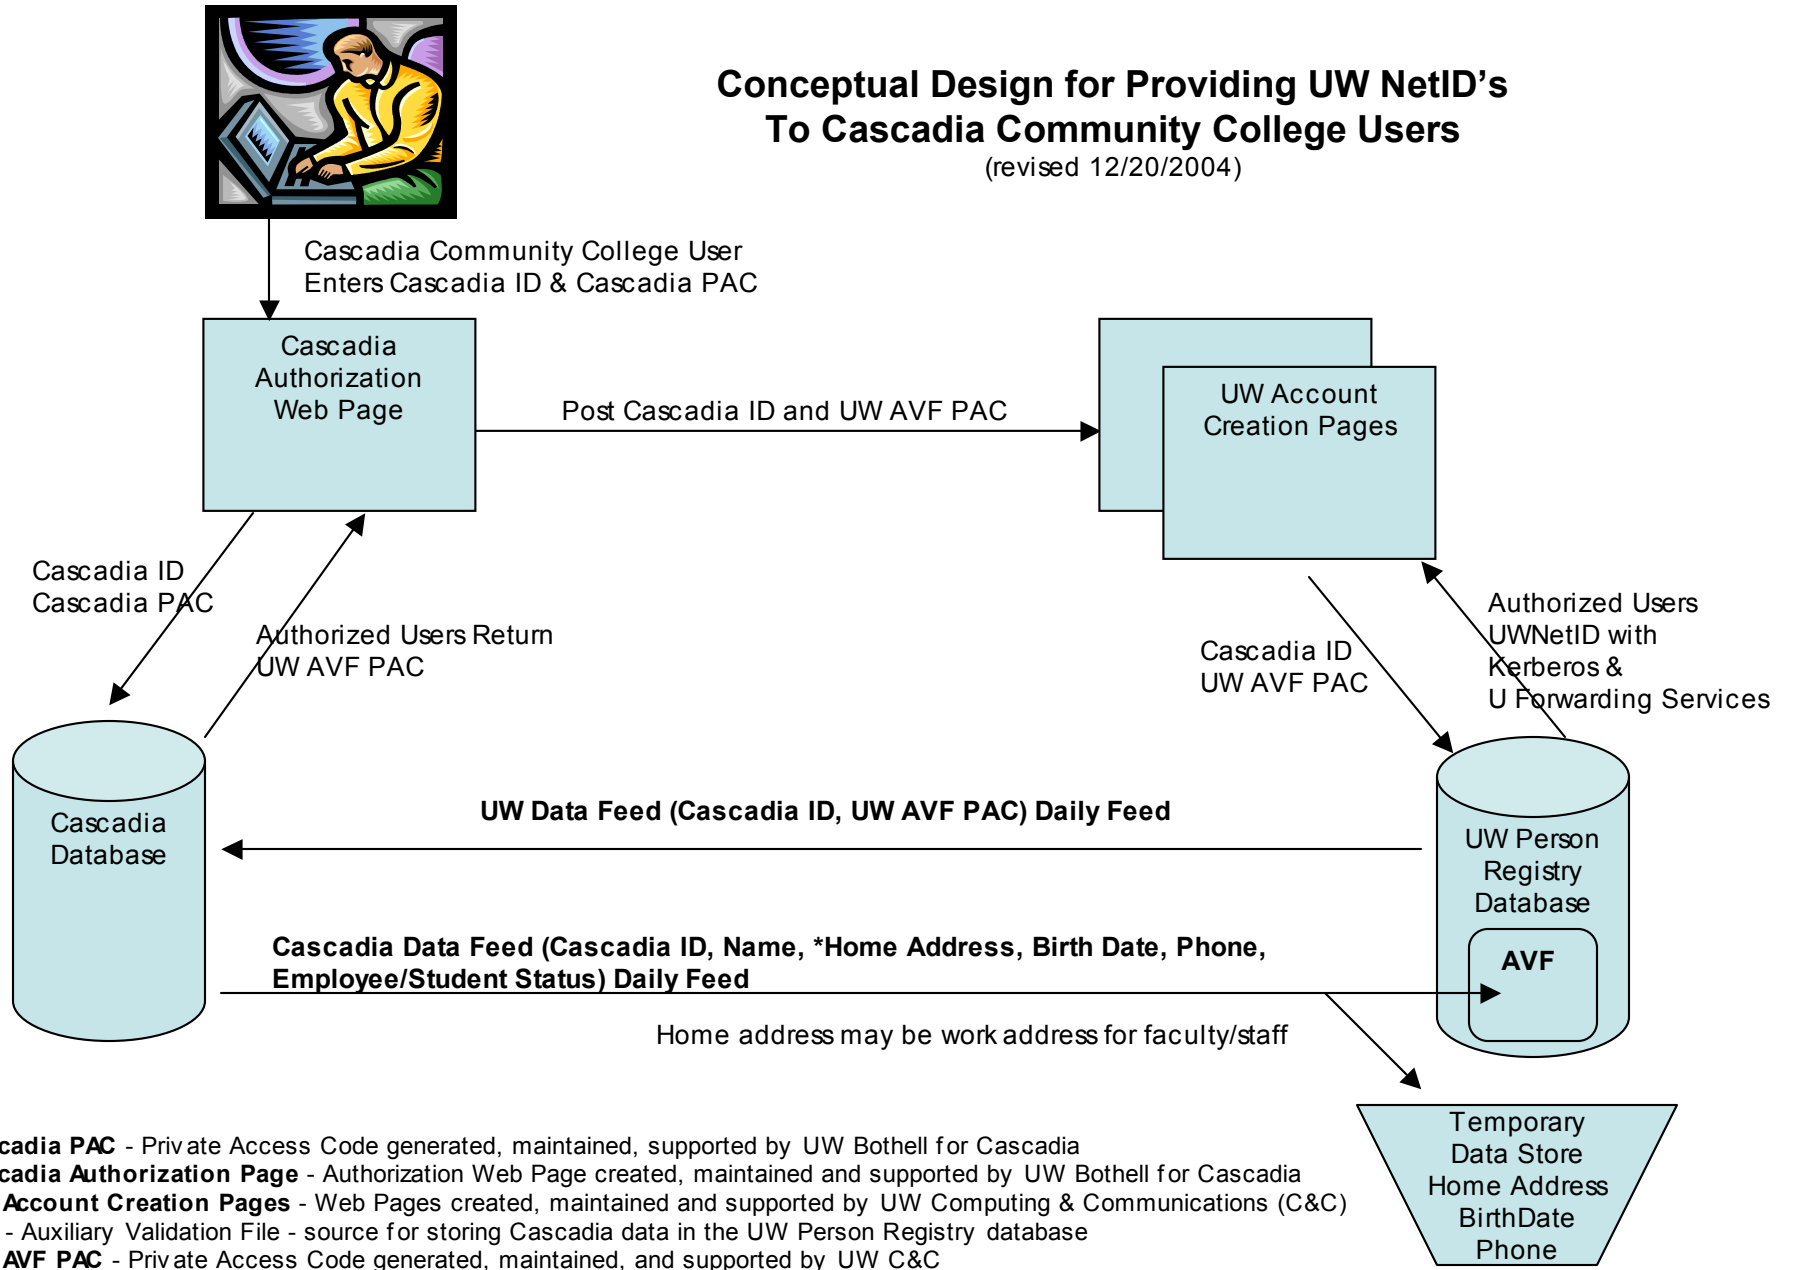 Conceptual Design for Providing UW NetID's
To Cascadia Community College Users
(revised 12/20/2004)
Cascadia Community College User
Enters Cascadia ID & Cascadia PAC
Cascadia
Authorization
Web Page
Post Cascadia ID and UW AVF PAC
UW Account
Creation Pages
Cascadia ID
Cascadia PAC
Authorized Users Return
UW AVF PAC
Cascadia ID
UW AVF PAC
Authorized Users
UWNetID with
Kerberos &
U Forwarding Services
Cascadia
Database
UW Data Feed (Cascadia ID, UW AVF PAC) Daily Feed
UW Person
Registry
Database
AVF
Cascadia Data Feed (Cascadia ID, Name, *Home Address, Birth Date, Phone,
Employee/Student Status) Daily Feed
Home address may be work address for faculty/staff
Temporary
Data Store
Home Address
BirthDate
Phone
cadia PAC - Private Access Code generated, maintained, supported by UW Bothell for Cascadia
cadia Authorization Page - Authorization Web Page created, maintained and supported by UW Bothell for Cascadia
Account Creation Pages - Web Pages created, maintained and supported by UW Computing & Communications (C&C)
- Auxiliary Validation File - source for storing Cascadia data in the UW Person Registry database
AVF PAC - Private Access Code generated, maintained, and supported by UW C&C